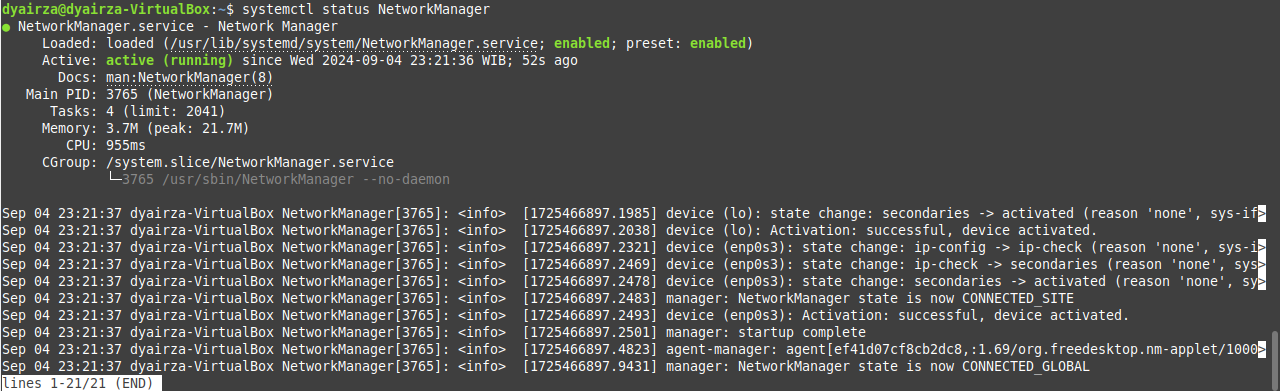 dyairza@dyairza-VirtualBox:~$ systemctl status NetworkManager
● NetworkManager.service - Network Manager
     Loaded: loaded (/usr/lib/systemd/system/NetworkManager.service; enabled; preset: enabled)
     Active: active (running) since Wed 2024-09-04 23:21:36 WIB; 52s ago
       Docs: man:NetworkManager(8)
   Main PID: 3765 (NetworkManager)
      Tasks: 4 (limit: 2041)
     Memory: 3.7M (peak: 21.7M)
        CPU: 955ms
     CGroup: /system.slice/NetworkManager.service
             └─3765 /usr/sbin/NetworkManager --no-daemon
Sep 04 23:21:37 dyairza-VirtualBox NetworkManager[3765]: <info>  [1725466897.1985] device (lo): state change: secondaries -> activated (reason 'none', sys-if>
Sep 04 23:21:37 dyairza-VirtualBox NetworkManager[3765]: <info>  [1725466897.2038] device (lo): Activation: successful, device activated.
Sep 04 23:21:37 dyairza-VirtualBox NetworkManager[3765]: <info>  [1725466897.2321] device (enp0s3): state change: ip-config -> ip-check (reason 'none', sys-i>
Sep 04 23:21:37 dyairza-VirtualBox NetworkManager[3765]: <info>  [1725466897.2469] device (enp0s3): state change: ip-check -> secondaries (reason 'none', sys>
Sep 04 23:21:37 dyairza-VirtualBox NetworkManager[3765]: <info>  [1725466897.2478] device (enp0s3): state change: secondaries -> activated (reason 'none', sy>
Sep 04 23:21:37 dyairza-VirtualBox NetworkManager[3765]: <info>  [1725466897.2483] manager: NetworkManager state is now CONNECTED_SITE
Sep 04 23:21:37 dyairza-VirtualBox NetworkManager[3765]: <info>  [1725466897.2493] device (enp0s3): Activation: successful, device activated.
Sep 04 23:21:37 dyairza-VirtualBox NetworkManager[3765]: <info>  [1725466897.2501] manager: startup complete
Sep 04 23:21:37 dyairza-VirtualBox NetworkManager[3765]: <info>  [1725466897.4823] agent-manager: agent[ef41d07cf8cb2dc8,:1.69/org.freedesktop.nm-applet/1000>
Sep 04 23:21:37 dyairza-VirtualBox NetworkManager[3765]: <info>  [1725466897.9431] manager: NetworkManager state is now CONNECTED_GLOBAL
lines 1-21/21 (END)